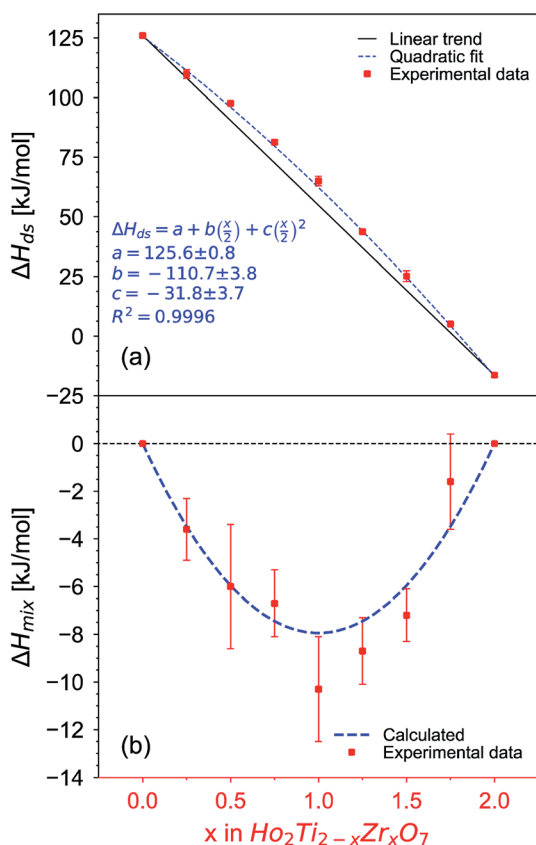 125
100
75
50
25
0
−25
ΔH_ds [kJ/mol]
Linear trend
Quadratic fit
Experimental data
ΔH_ds = a + b(x/2) + c(x/2)²
a = 125.6±0.8
b = − 110.7±3.8
c = − 31.8±3.7
R² = 0.9996
(a)
0
−2
−4
−6
−8
−10
−12
−14
ΔH_mix [kJ/mol]
(b)
Calculated
Experimental data
0.0 0.5 1.0 1.5 2.0
x in Ho₂Ti₂₋ₓZrₓO₇